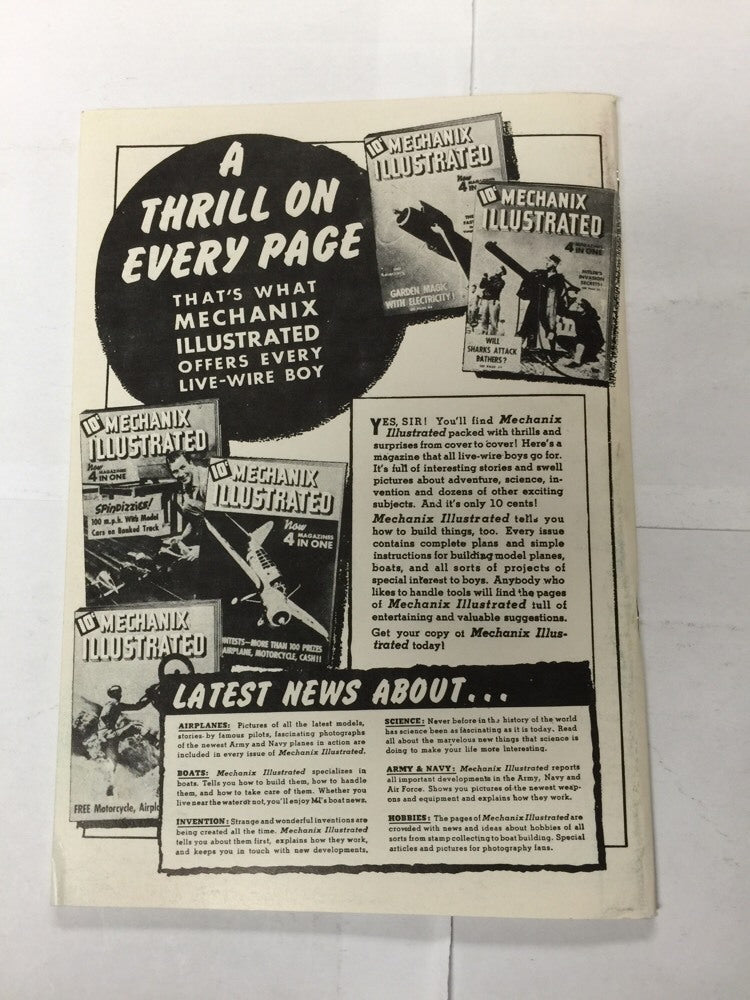 A
THRILL ON
EVERY PAGE
THAT'S WHAT
MECHANIX
ILLUSTRATED
OFFERS EVERY
LIVE-WIRE BOY
10¢ MECHANIX
ILLUSTRATED
Now
4 MAGAZINES
IN ONE
GARDEN MAGIC
WITH ELECTRICITY!
10¢ MECHANIX
ILLUSTRATED
4 MAGAZINES
IN ONE
HITLER'S
INVASION
SECRETS!
WILL
SHARKS ATTACK
BATHERS?
10¢ MECHANIX
ILLUSTRATED
Now
4 MAGAZINES
IN ONE
SPINDIZZIES!
100 m.p.h. With Model
Cars on Banked Track
10¢ MECHANIX
ILLUSTRATED
Now
4 MAGAZINES
IN ONE
NTESTS—MORE THAN 100 PRIZES
AIRPLANE, MOTORCYCLE, CASH!!
10¢ MECHANIX
ILLUSTRATED
FREE Motorcycle, Airpla
YES, SIR! You'll find Mechanix
Illustrated packed with thrills and
surprises from cover to cover! Here's a
magazine that all live-wire boys go for.
It's full of interesting stories and swell
pictures about adventure, science, in-
vention and dozens of other exciting
subjects. And it's only 10 cents!
Mechanix Illustrated tells you
how to build things, too. Every issue
contains complete plans and simple
instructions for building model planes,
boats, and all sorts of projects of
special interest to boys. Anybody who
likes to handle tools will find the pages
of Mechanix Illustrated full of
entertaining and valuable suggestions.
Get your copy of Mechanix Illus-
trated today!
LATEST NEWS ABOUT...
AIRPLANES: Pictures of all the latest models,
stories by famous pilots, fascinating photographs
of the newest Army and Navy planes in action are
included in every issue of Mechanix Illustrated.
BOATS: Mechanix Illustrated specializes in
boats. Tells you how to build them, how to handle
them, and how to take care of them. Whether you
live near the water or not, you'll enjoy MI's boat news.
INVENTION: Strange and wonderful inventions are
being created all the time. Mechanix Illustrated
tells you about them first, explains how they work,
and keeps you in touch with new developments.
SCIENCE: Never before in the history of the world
has science been as fascinating as it is today. Read
all about the marvelous new things that science is
doing to make your life more interesting.
ARMY & NAVY: Mechanix Illustrated reports
all important developments in the Army, Navy and
Air Force. Shows you pictures of the newest weap-
ons and equipment and explains how they work.
HOBBIES: The pages of Mechanix Illustrated are
crowded with news and ideas about hobbies of all
sorts from stamp collecting to boat building. Special
articles and pictures for photography fans.